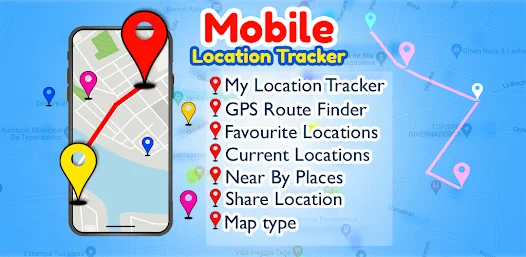 Mobile
Location Tracker
My Location Tracker
GPS Route Finder
Favourite Locations
Current Locations
Near By Places
Share Location
Map type